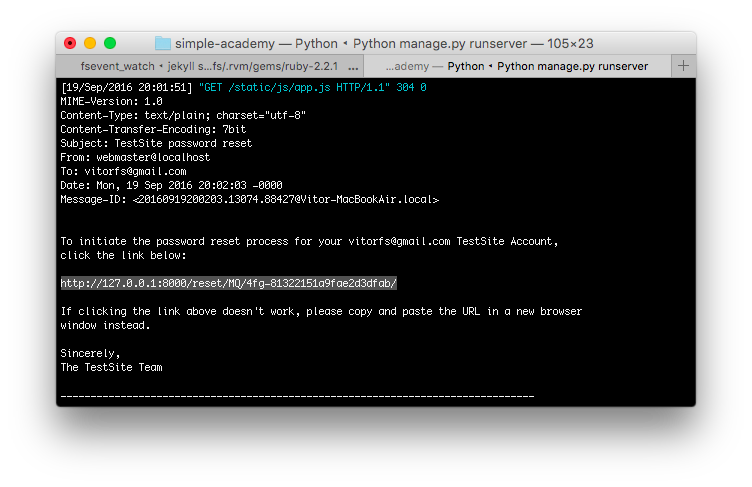 simple-academy — Python ◂ Python manage.py runserver — 105×23
fsevent_watch ◂ jekyll s...fs/.rvm/gems/ruby-2.2.1 ...
...ademy — Python ◂ Python manage.py runserver +
[19/Sep/2016 20:01:51] "GET /static/js/app.js HTTP/1.1" 304 0
MIME-Version: 1.0
Content-Type: text/plain; charset="utf-8"
Content-Transfer-Encoding: 7bit
Subject: TestSite password reset
From: webmaster@localhost
To: vitorfs@gmail.com
Date: Mon, 19 Sep 2016 20:02:03 -0000
Message-ID: <20160919200203.13074.88427@Vitor-MacBookAir.local>
To initiate the password reset process for your vitorfs@gmail.com TestSite Account,
click the link below:
http://127.0.0.1:8000/reset/MQ/4fg-81322151a9fae2d3dfab/
If clicking the link above doesn't work, please copy and paste the URL in a new browser
window instead.
Sincerely,
The TestSite Team
-------------------------------------------------------------------------------